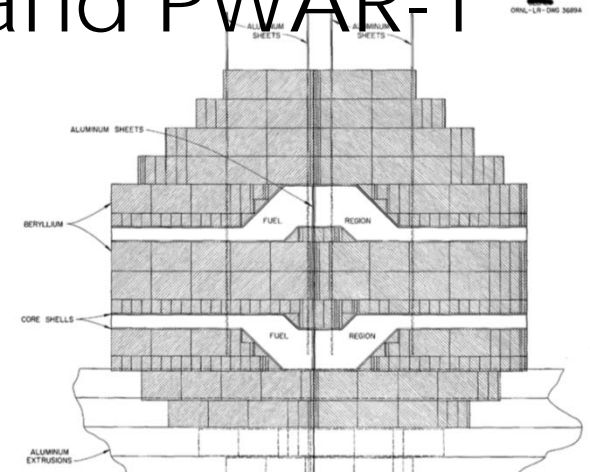 and PWAR-1
ORNL-LR-DWG 3689A
ALUMINUM
SHEETS
ALUMINUM
SHEETS
ALUMINUM SHEETS
BERYLLIUM
FUEL REGION
CORE SHELLS
FUEL REGION
ALUMINUM
EXTRUSIONS